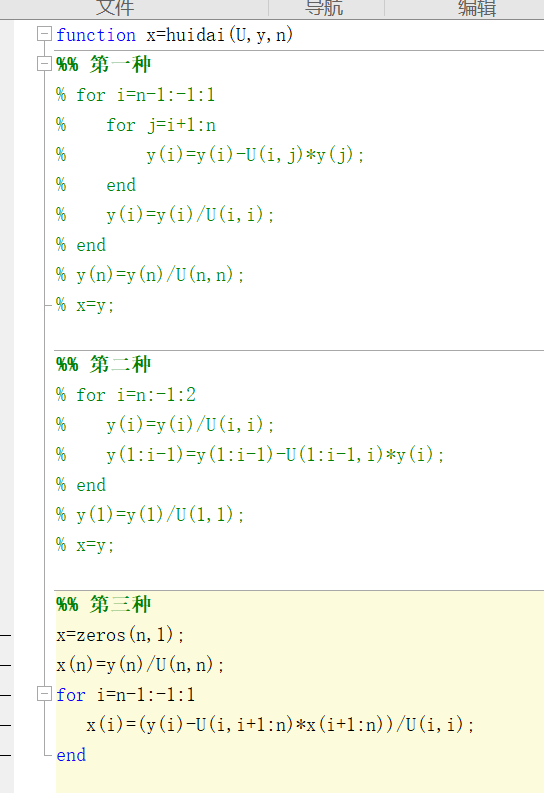 文件 导航 编辑
function x=huidai(U,y,n)
%% 第一种
% for i=n-1:-1:1
%    for j=i+1:n
%        y(i)=y(i)-U(i,j)*y(j);
%    end
%    y(i)=y(i)/U(i,i);
% end
% y(n)=y(n)/U(n,n);
% x=y;
%% 第二种
% for i=n:-1:2
%    y(i)=y(i)/U(i,i);
%    y(1:i-1)=y(1:i-1)-U(1:i-1,i)*y(i);
% end
% y(1)=y(1)/U(1,1);
% x=y;
%% 第三种
x=zeros(n,1);
x(n)=y(n)/U(n,n);
for i=n-1:-1:1
   x(i)=(y(i)-U(i,i+1:n)*x(i+1:n))/U(i,i);
end